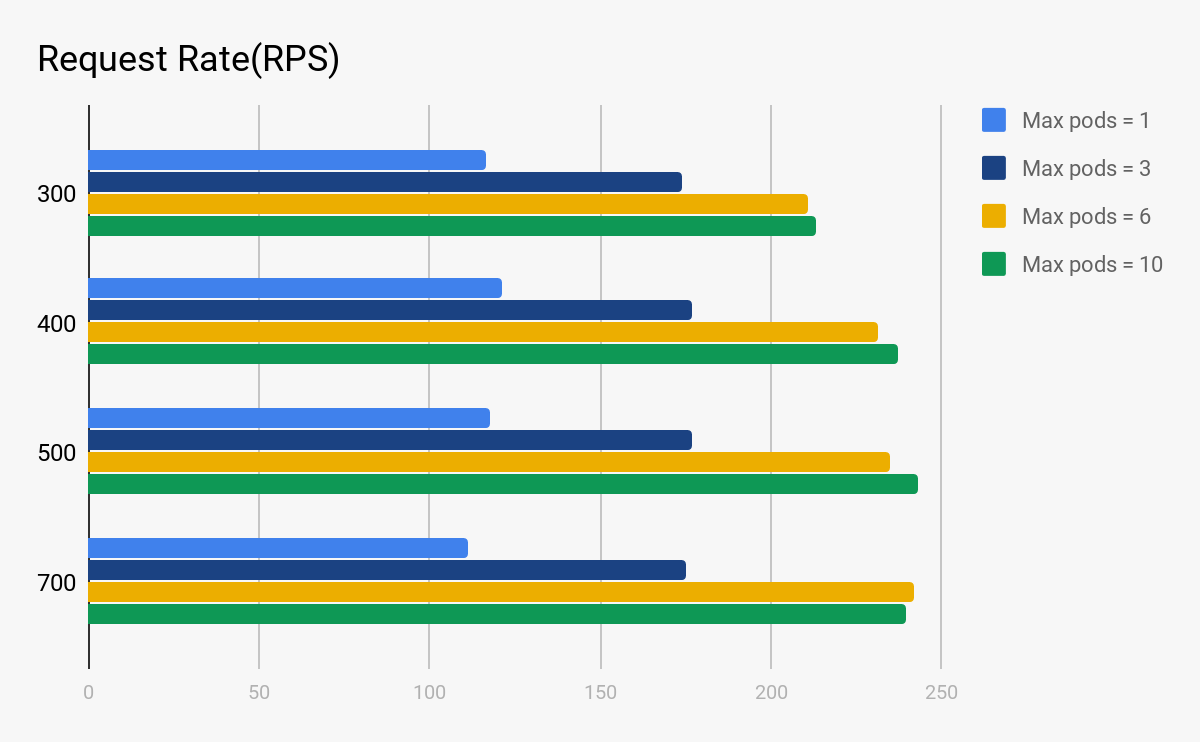 Request Rate(RPS)
Max pods = 1
Max pods = 3
Max pods = 6
Max pods = 10
300
400
500
700
0 50 100 150 200 250